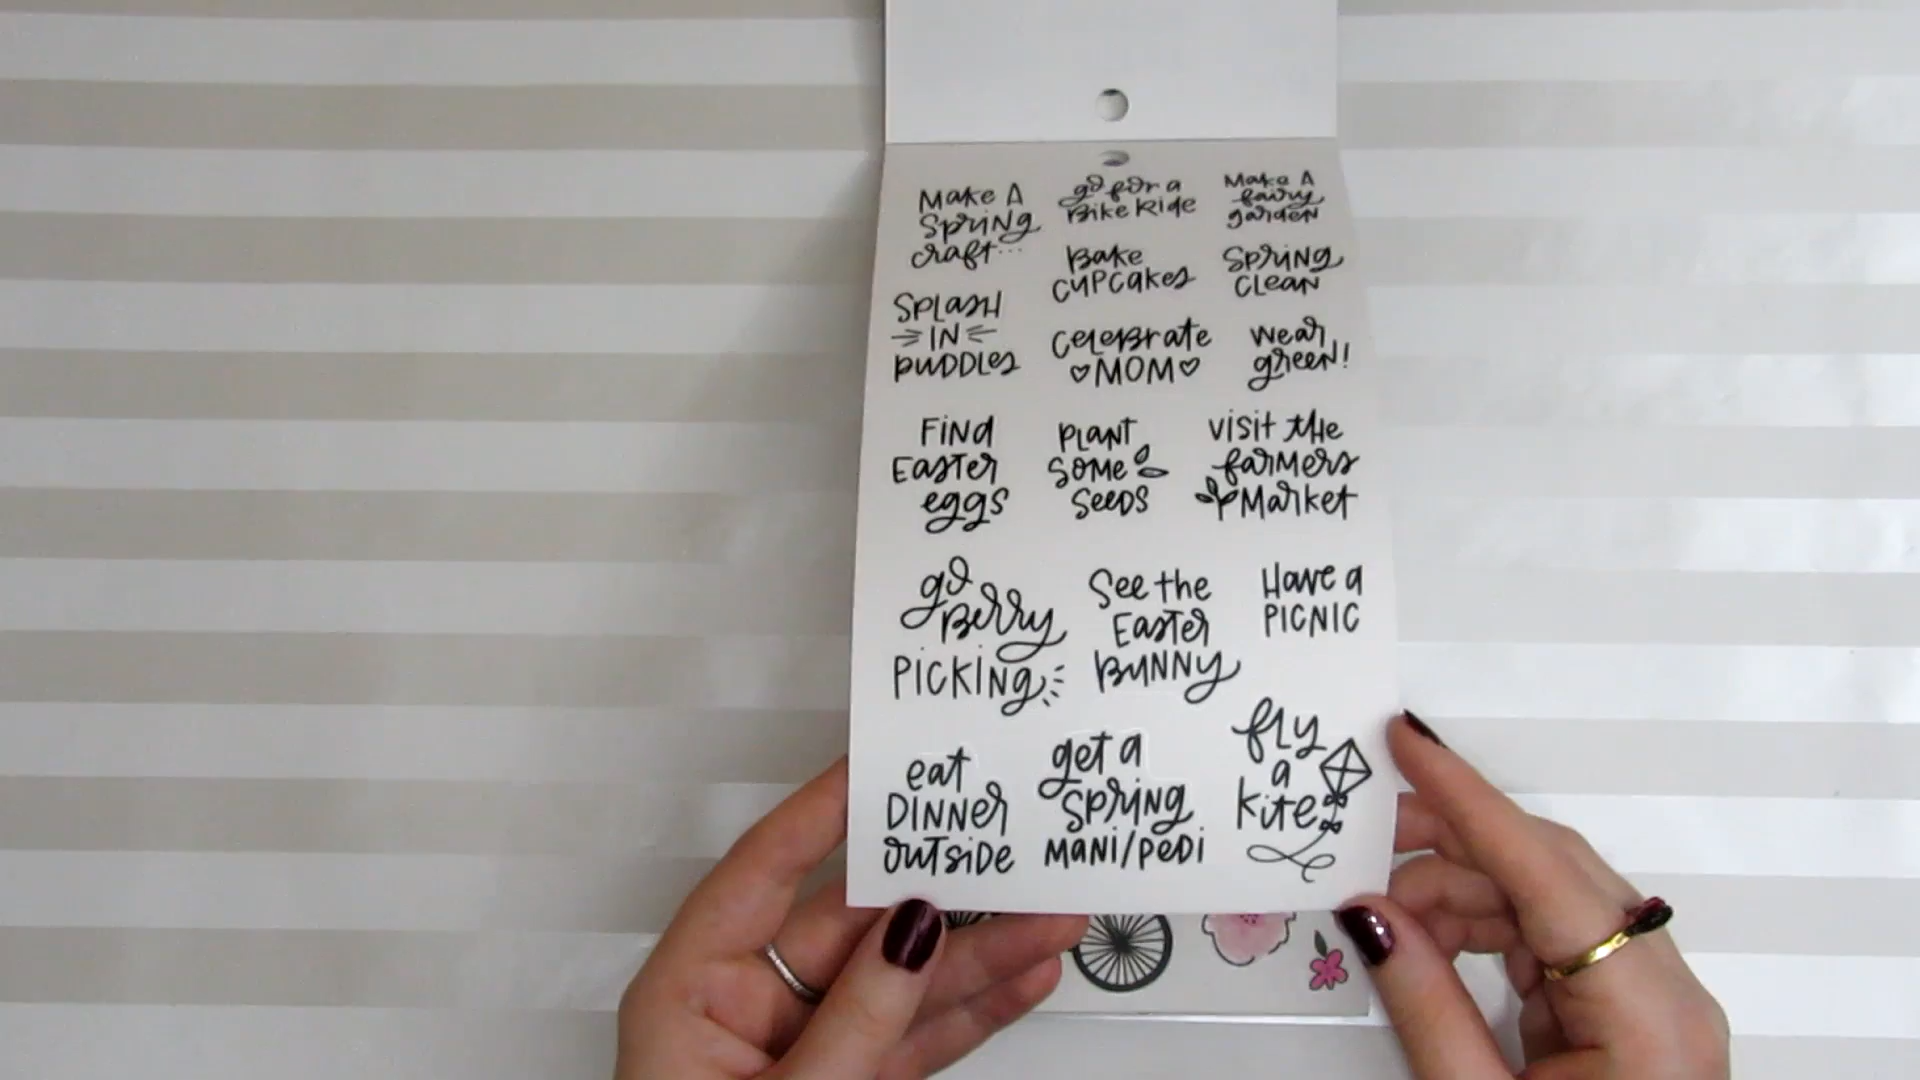 Make A
Spring
craft...
go for a
Bike Ride
Make A
fairy
garden
Bake
cupcakes
Spring
clean
Splash
IN
puddles
Celebrate
♡MOM♡
wear
green!
Find
Easter
eggs
plant
some
seeds
visit the
farmers
Market
go
Berry
PICKING
See the
Easter
BUNNY
Have a
PICNIC
eat
DINNer
outside
get a
Spring
mani/pedi
fly
a
kite